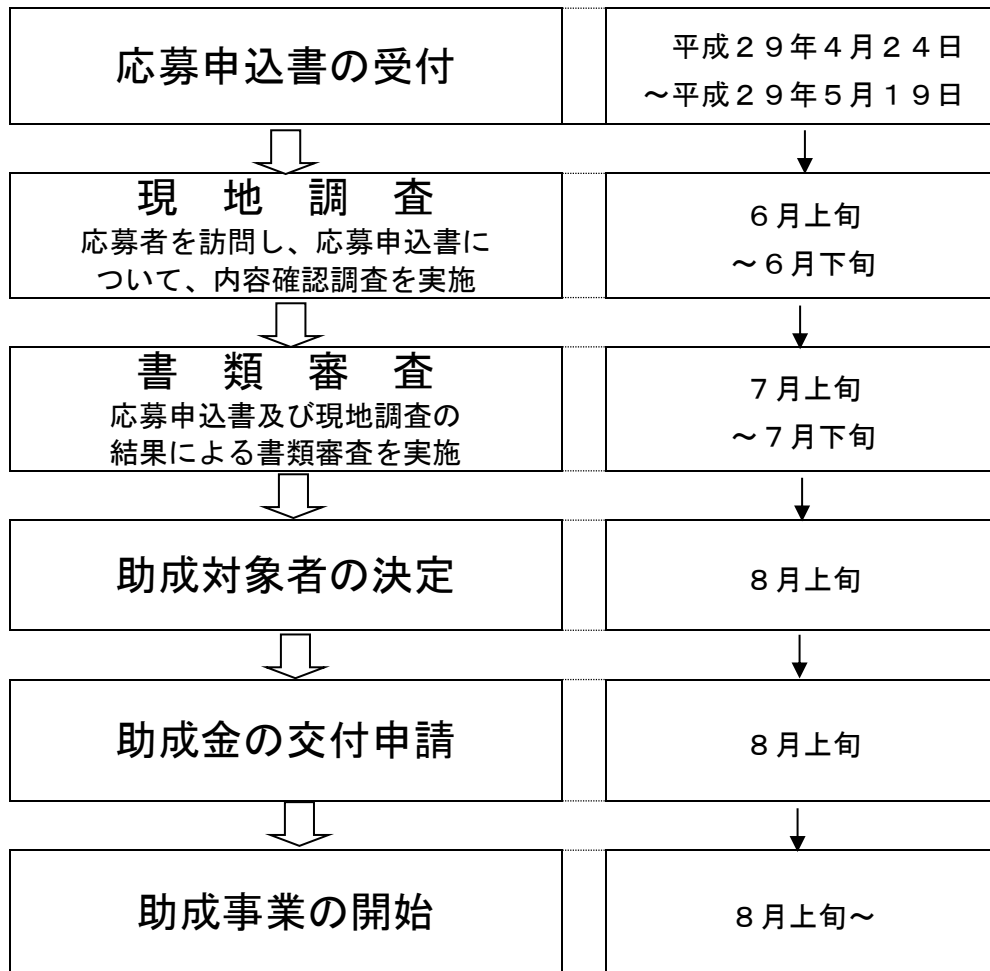 応募申込書の受付
平成２９年４月２４日
～平成２９年５月１９日
現　地　調　査
応募者を訪問し、応募申込書に
ついて、内容確認調査を実施
６月上旬
～６月下旬
書　類　審　査
応募申込書及び現地調査の
結果による書類審査を実施
７月上旬
～７月下旬
助成対象者の決定
８月上旬
助成金の交付申請
８月上旬
助成事業の開始
８月上旬～